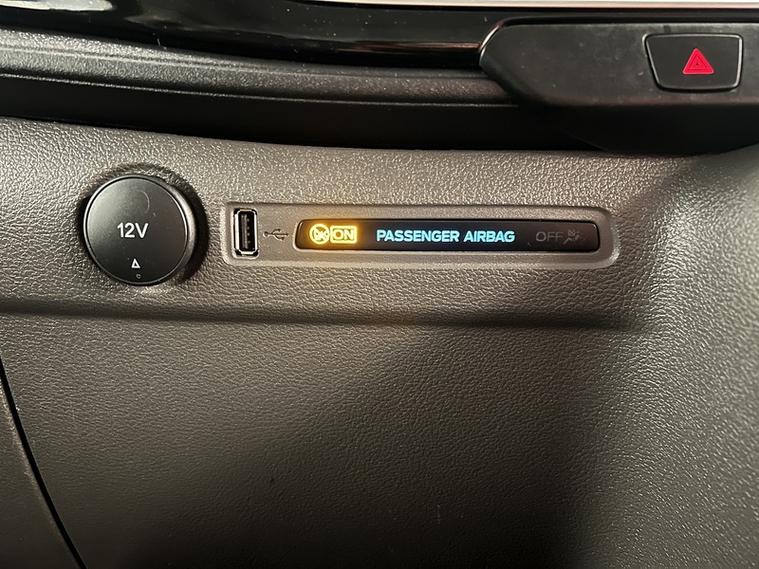 12V
ON PASSENGER AIRBAG OFF